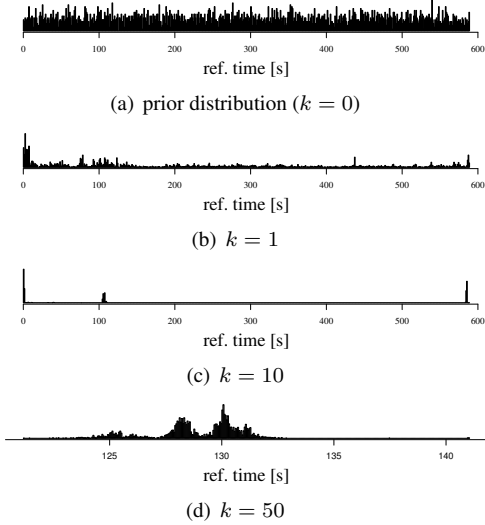 0 100 200 300 400 500 600
ref. time [s]
(a) prior distribution (k = 0)
0 100 200 300 400 500 600
ref. time [s]
(b) k = 1
0 100 200 300 400 500 600
ref. time [s]
(c) k = 10
125 130 135 140
ref. time [s]
(d) k = 50